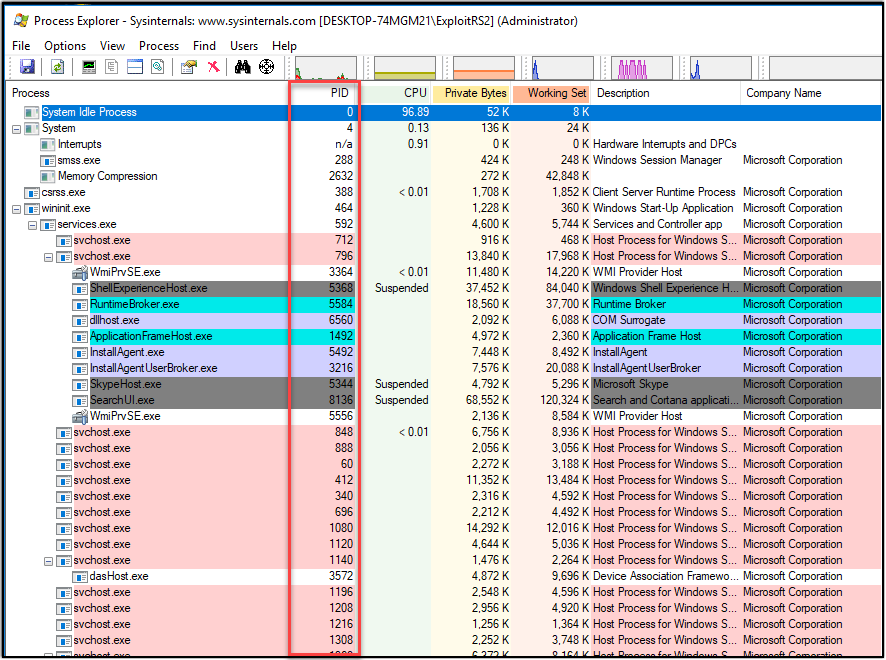 Process Explorer - Sysinternals: www.sysinternals.com [DESKTOP-74MGM21\ExploitRS2] (Administrator)
File Options View Process Find Users Help
Process PID CPU Private Bytes Working Set Description Company Name
System Idle Process 0 96.89 52 K 8 K
System 4 0.13 136 K 24 K
Interrupts n/a 0.91 0 K 0 K Hardware Interrupts and DPCs
smss.exe 288 424 K 248 K Windows Session Manager Microsoft Corporation
Memory Compression 2632 272 K 42,848 K
csrss.exe 388 < 0.01 1,708 K 1,852 K Client Server Runtime Process Microsoft Corporation
wininit.exe 464 1,228 K 360 K Windows Start-Up Application Microsoft Corporation
services.exe 592 4,600 K 5,744 K Services and Controller app Microsoft Corporation
svchost.exe 712 916 K 468 K Host Process for Windows S... Microsoft Corporation
svchost.exe 796 13,840 K 17,968 K Host Process for Windows S... Microsoft Corporation
WmiPrvSE.exe 3364 < 0.01 11,480 K 14,220 K WMI Provider Host Microsoft Corporation
ShellExperienceHost.exe 5368 Suspended 37,452 K 84,040 K Windows Shell Experience H... Microsoft Corporation
RuntimeBroker.exe 5584 18,560 K 37,700 K Runtime Broker Microsoft Corporation
dllhost.exe 6560 2,092 K 6,088 K COM Surrogate Microsoft Corporation
ApplicationFrameHost.exe 1492 4,972 K 2,360 K Application Frame Host Microsoft Corporation
InstallAgent.exe 5492 7,448 K 8,492 K InstallAgent Microsoft Corporation
InstallAgentUserBroker.exe 3216 7,576 K 20,088 K InstallAgentUserBroker Microsoft Corporation
SkypeHost.exe 5344 Suspended 4,792 K 5,296 K Microsoft Skype Microsoft Corporation
SearchUI.exe 8136 Suspended 68,552 K 120,324 K Search and Cortana applicati... Microsoft Corporation
WmiPrvSE.exe 5556 2,136 K 8,584 K WMI Provider Host Microsoft Corporation
svchost.exe 848 < 0.01 6,756 K 8,936 K Host Process for Windows S... Microsoft Corporation
svchost.exe 888 2,056 K 3,056 K Host Process for Windows S... Microsoft Corporation
svchost.exe 60 2,272 K 3,188 K Host Process for Windows S... Microsoft Corporation
svchost.exe 412 11,352 K 13,484 K Host Process for Windows S... Microsoft Corporation
svchost.exe 340 2,316 K 4,592 K Host Process for Windows S... Microsoft Corporation
svchost.exe 696 2,212 K 4,492 K Host Process for Windows S... Microsoft Corporation
svchost.exe 1080 14,292 K 12,016 K Host Process for Windows S... Microsoft Corporation
svchost.exe 1120 4,644 K 5,036 K Host Process for Windows S... Microsoft Corporation
svchost.exe 1140 1,476 K 2,264 K Host Process for Windows S... Microsoft Corporation
dasHost.exe 3572 4,872 K 9,696 K Device Association Framewo... Microsoft Corporation
svchost.exe 1196 2,548 K 4,596 K Host Process for Windows S... Microsoft Corporation
svchost.exe 1208 2,956 K 4,920 K Host Process for Windows S... Microsoft Corporation
svchost.exe 1216 1,256 K 1,364 K Host Process for Windows S... Microsoft Corporation
svchost.exe 1308 2,252 K 3,748 K Host Process for Windows S... Microsoft Corporation